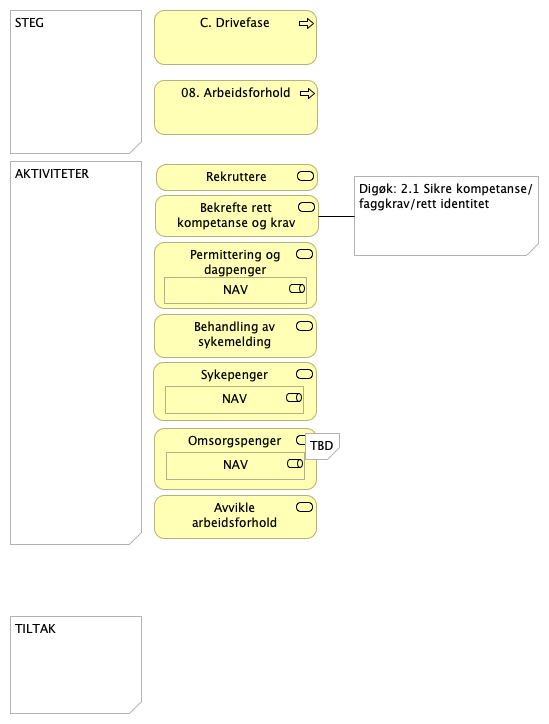 STEG
C. Drivefase
08. Arbeidsforhold
AKTIVITETER
Rekruttere
Bekrefte rett
kompetanse og krav
Digøk: 2.1 Sikre kompetanse/
faggkrav/rett identitet
Permittering og
dagpenger
NAV
Behandling av
sykemelding
Sykepenger
NAV
Omsorgspenger
TBD
NAV
Avvikle
arbeidsforhold
TILTAK